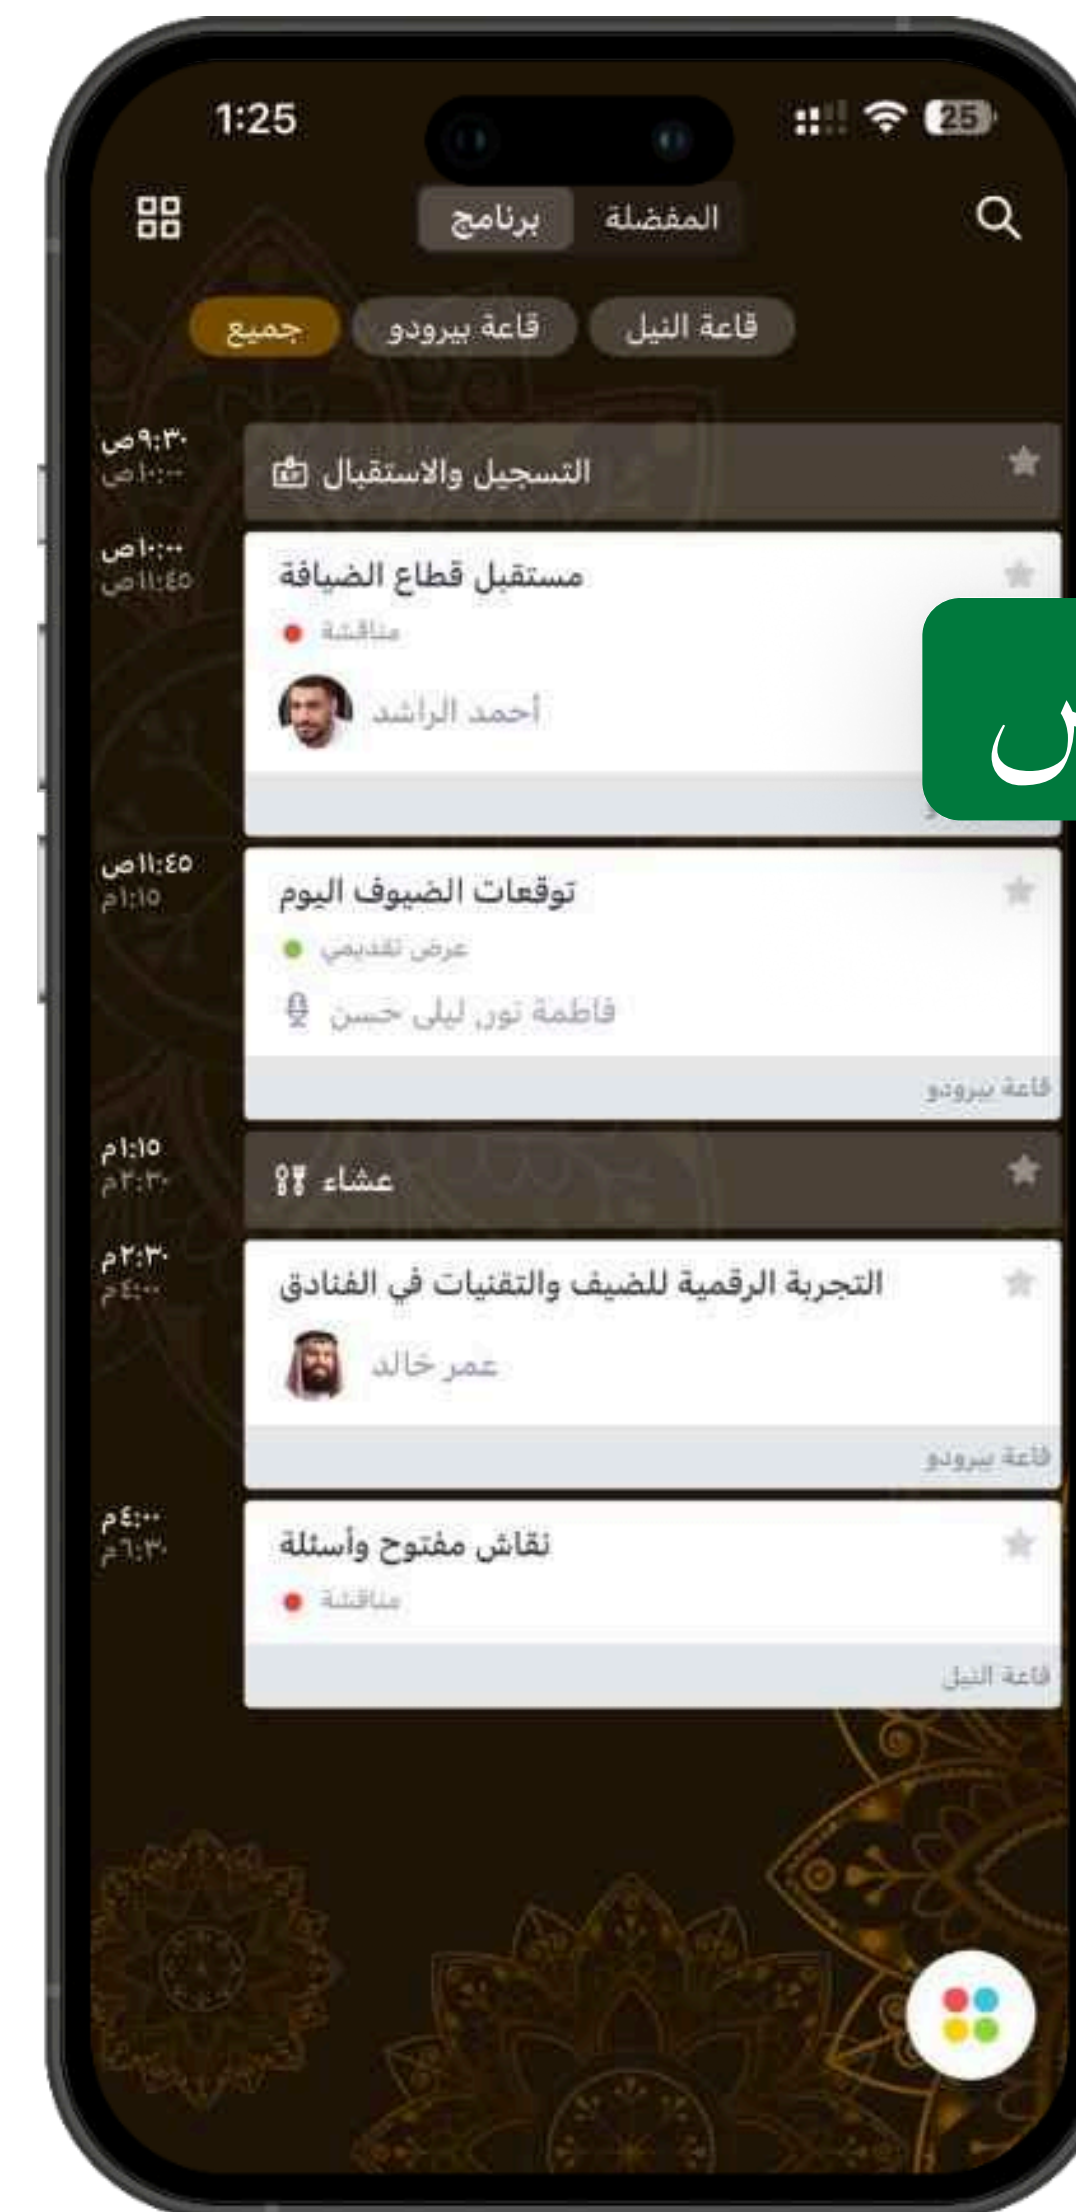 1:25
25
برنامج المفضلة
جميع قاعة بيرودو قاعة النيل
٩:٣٠ص
١٠:٠٠ص
التسجيل والاستقبال
١٠:٠٠ص
١١:٤٥ص
مستقبل قطاع الضيافة
مناقشة
أحمد الراشد
١١:٤٥ص
١:١٥م
توقعات الضيوف اليوم
عرض تقديمي
فاطمة نور, ليلى حسن
قاعة بيرودو
١:١٥م
٢:٣٠م
عشاء
٢:٣٠م
٤:٠٠م
التجربة الرقمية للضيف والتقنيات في الفنادق
عمر خالد
قاعة بيرودو
٤:٠٠م
٦:٣٠م
نقاش مفتوح وأسئلة
مناقشة
قاعة النيل